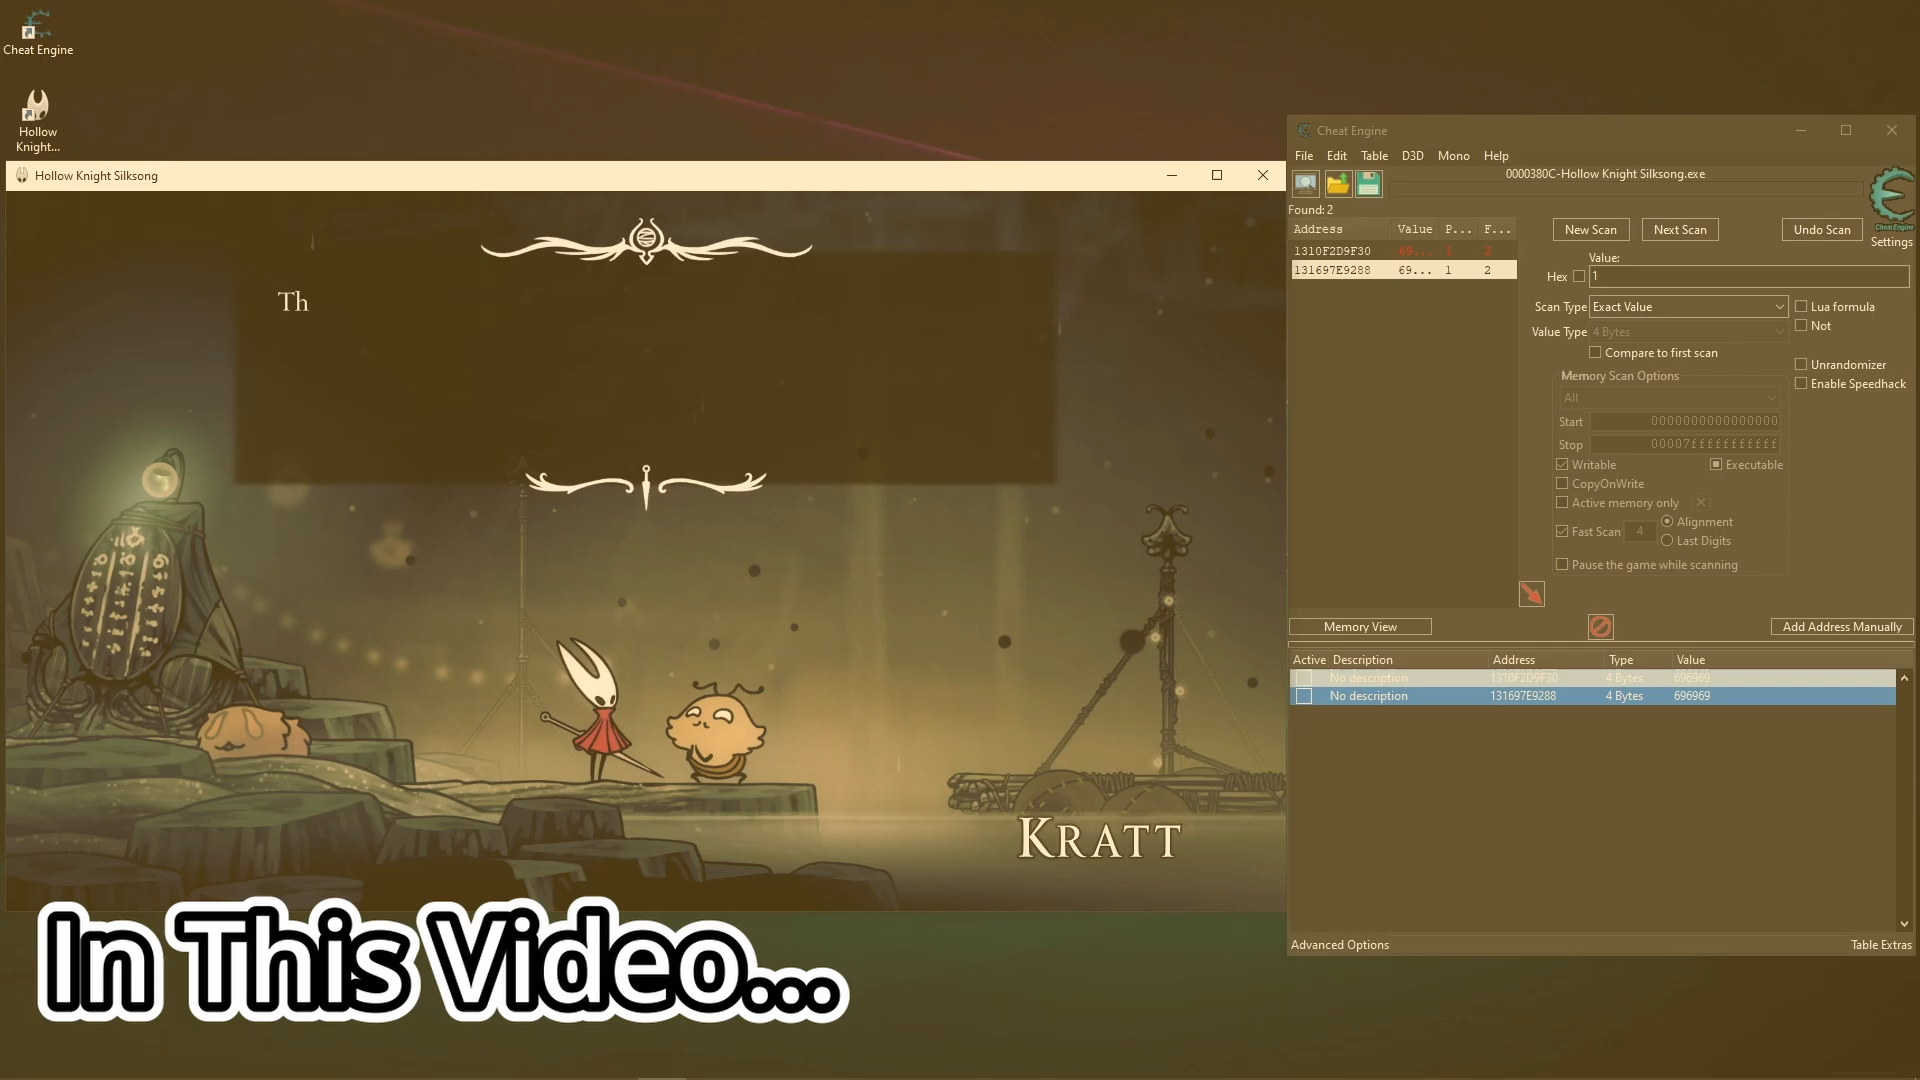 Cheat Engine
Hollow
Knight...
Hollow Knight Silksong
Th
KRATT
In This Video...
Cheat Engine
File Edit Table D3D Mono Help
0000380C-Hollow Knight Silksong.exe
Found: 2
Address Value P... F...
1310F2D9F30 69... 1 2
131697E9288 69... 1 2
New Scan Next Scan Undo Scan
Cheat Engine
Settings
Value:
Hex 1
Scan Type Exact Value
Lua formula
Value Type 4 Bytes
Not
Compare to first scan
Unrandomizer
Memory Scan Options
Enable Speedhack
All
Start 0000000000000000
Stop 00007fffffffffff
Writable Executable
CopyOnWrite
Active memory only
Fast Scan 4 Alignment
Last Digits
Pause the game while scanning
Memory View Add Address Manually
Active Description Address Type Value
No description 1310F2D9F30 4 Bytes 696969
No description 131697E9288 4 Bytes 696969
Advanced Options Table Extras